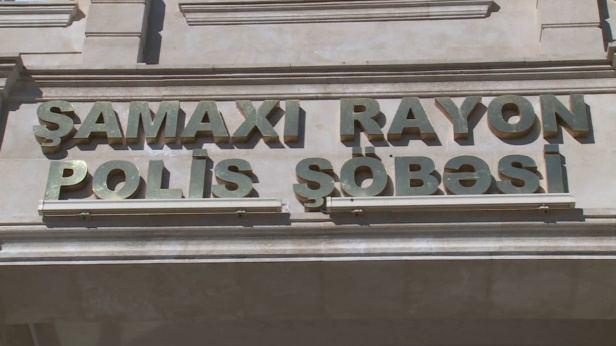 ŞAMAXI RAYON
POLİS ŞÖBƏSİ